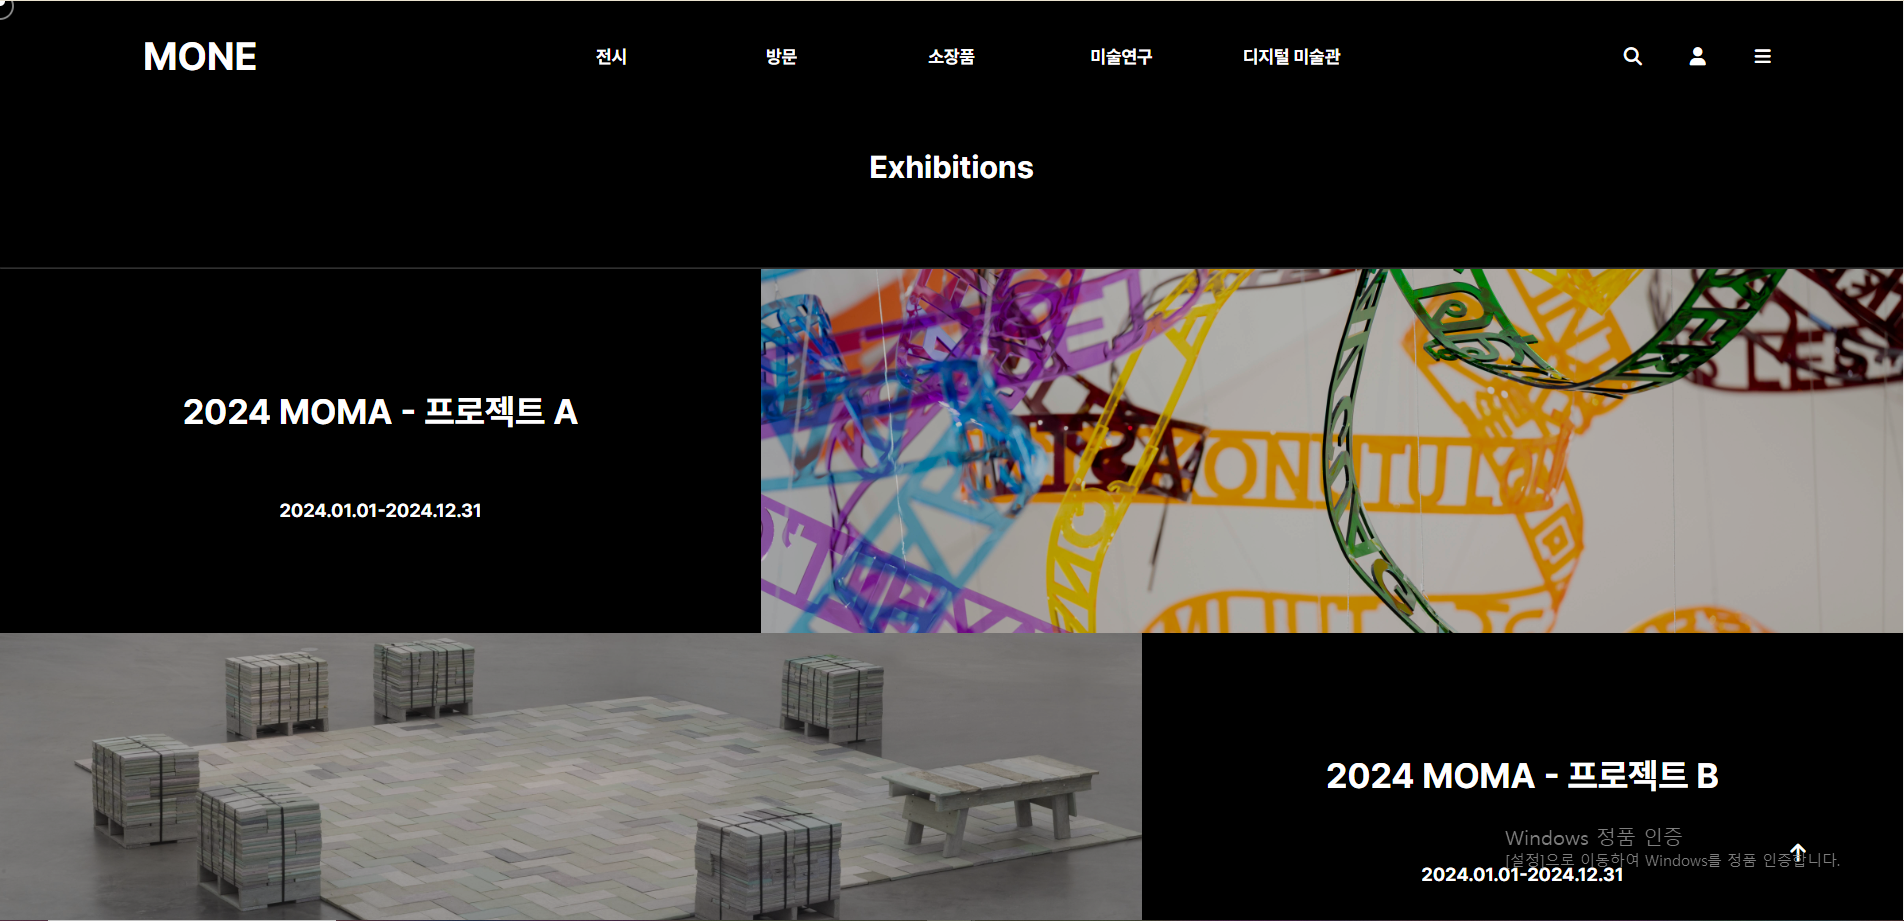 MONE 전시 방문 소장품 미술연구 디지털 미술관
Exhibitions
2024 MOMA - 프로젝트 A
2024.01.01-2024.12.31
2024 MOMA - 프로젝트 B
Windows 정품 인증
[설정]으로 이동하여 Windows를 정품 인증합니다.
2024.01.01-2024.12.31